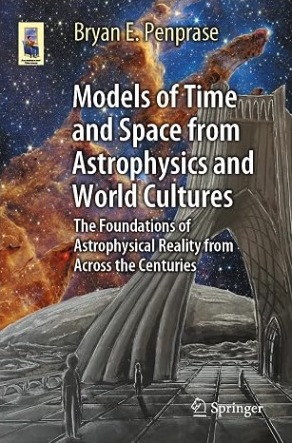 Bryan E. Penprase
Models of Time
and Space from
Astrophysics and
World Cultures
The Foundations of
Astrophysical Reality from
Across the Centuries
Springer